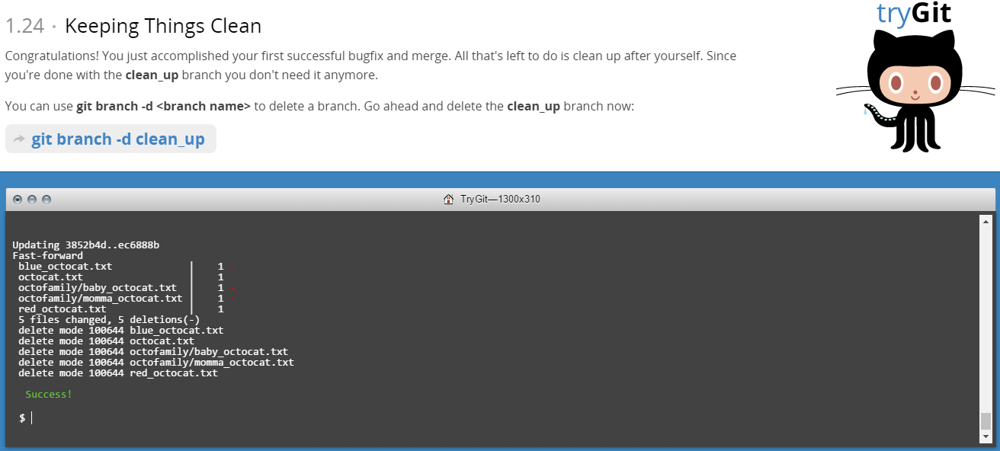 tryGit
1.24 · Keeping Things Clean
Congratulations! You just accomplished your first successful bugfix and merge. All that's left to do is clean up after yourself. Since
you're done with the clean_up branch you don't need it anymore.
You can use git branch -d <branch name> to delete a branch. Go ahead and delete the clean_up branch now:
git branch -d clean_up
TryGit—1300x310
Updating 3852b4d..ec6888b
Fast-forward
blue_octocat.txt | 1 -
octocat.txt | 1 -
octofamily/baby_octocat.txt | 1 -
octofamily/momma_octocat.txt | 1 -
red_octocat.txt | 1 -
5 files changed, 5 deletions(-)
delete mode 100644 blue_octocat.txt
delete mode 100644 octocat.txt
delete mode 100644 octofamily/baby_octocat.txt
delete mode 100644 octofamily/momma_octocat.txt
delete mode 100644 red_octocat.txt
Success!
$